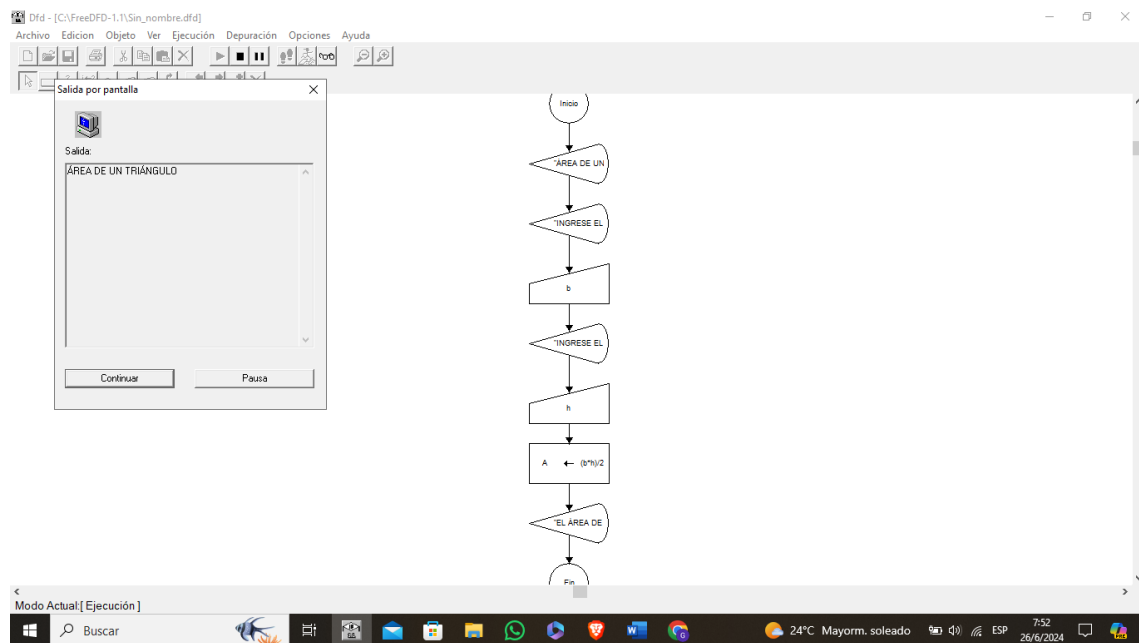 Dfd - [C:\FreeDFD-1.1\Sin_nombre.dfd]
Archivo Edicion Objeto Ver Ejecución Depuración Opciones Ayuda
Salida por pantalla
Salida:
ÁREA DE UN TRIÁNGULO
Continuar Pausa
Inicio
"ÁREA DE UN
"INGRESE EL
b
"INGRESE EL
h
A ← (b*h)/2
"EL ÁREA DE
Fin
Modo Actual:[ Ejecución ]
Buscar
24°C Mayorm. soleado
ESP
7:52
26/6/2024